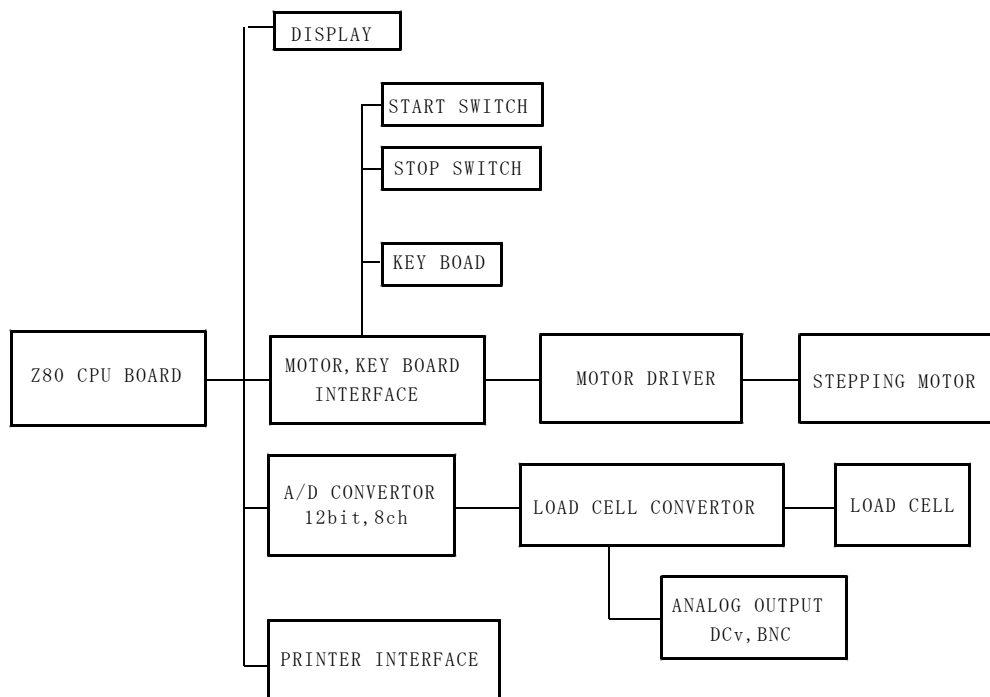 DISPLAY
START SWITCH
STOP SWITCH
KEY BOAD
Z80 CPU BOARD
MOTOR,KEY BOARD
INTERFACE
MOTOR DRIVER
STEPPING MOTOR
A/D CONVERTOR
12bit,8ch
LOAD CELL CONVERTOR
LOAD CELL
ANALOG OUTPUT
DCv,BNC
PRINTER INTERFACE